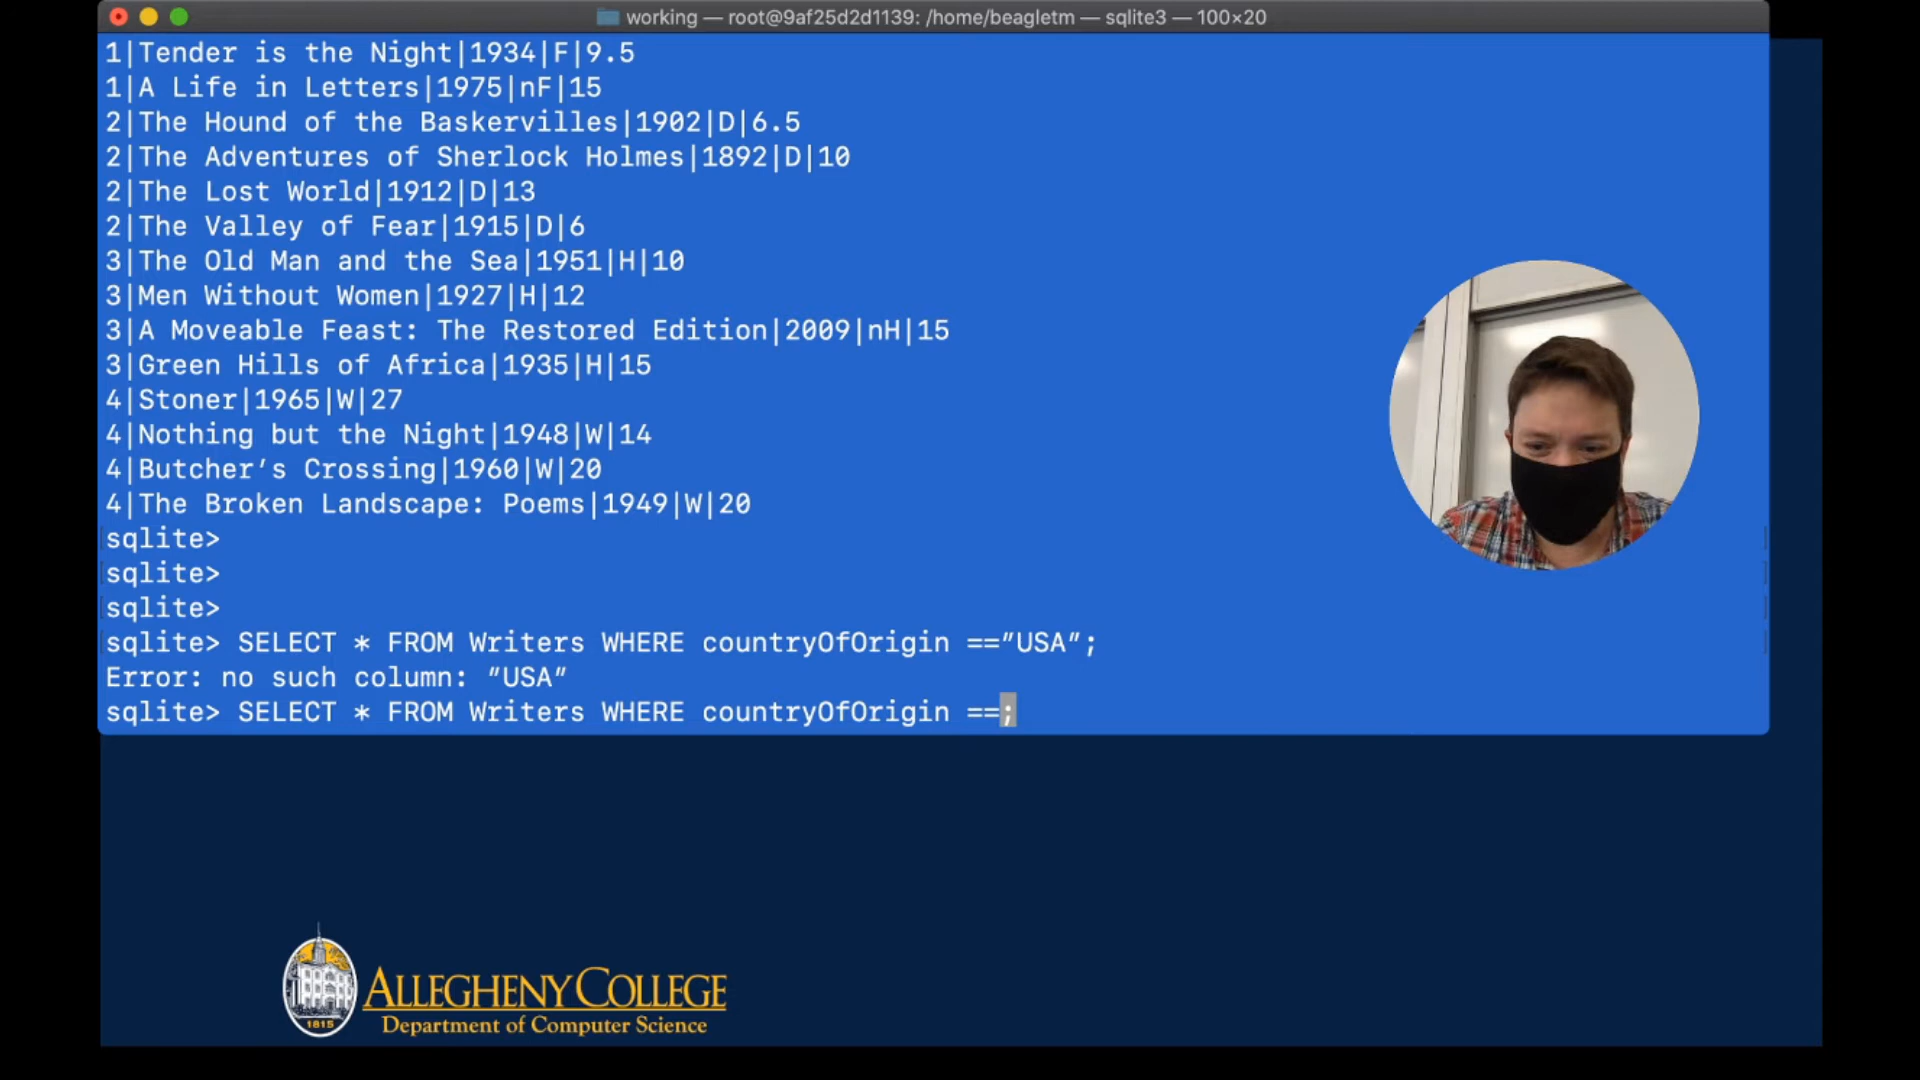 working — root@9af25d2d1139: /home/beagletm — sqlite3 — 100×20
1|Tender is the Night|1934|F|9.5
1|A Life in Letters|1975|nF|15
2|The Hound of the Baskervilles|1902|D|6.5
2|The Adventures of Sherlock Holmes|1892|D|10
2|The Lost World|1912|D|13
2|The Valley of Fear|1915|D|6
3|The Old Man and the Sea|1951|H|10
3|Men Without Women|1927|H|12
3|A Moveable Feast: The Restored Edition|2009|nH|15
3|Green Hills of Africa|1935|H|15
4|Stoner|1965|W|27
4|Nothing but the Night|1948|W|14
4|Butcher’s Crossing|1960|W|20
4|The Broken Landscape: Poems|1949|W|20
sqlite>
sqlite>
sqlite>
sqlite> SELECT * FROM Writers WHERE countryOfOrigin ==”USA”;
Error: no such column: ”USA”
sqlite> SELECT * FROM Writers WHERE countryOfOrigin ==;
1815
ALLEGHENY COLLEGE
Department of Computer Science